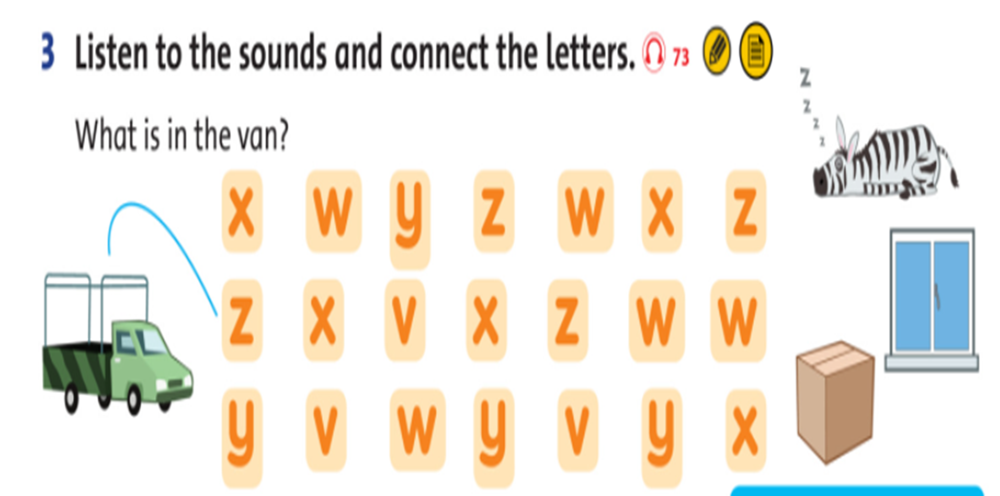 3 Listen to the sounds and connect the letters. 73
What is in the van?
z
z
z
z
x w y z w x z
z x v x z w w
y v w y v y x